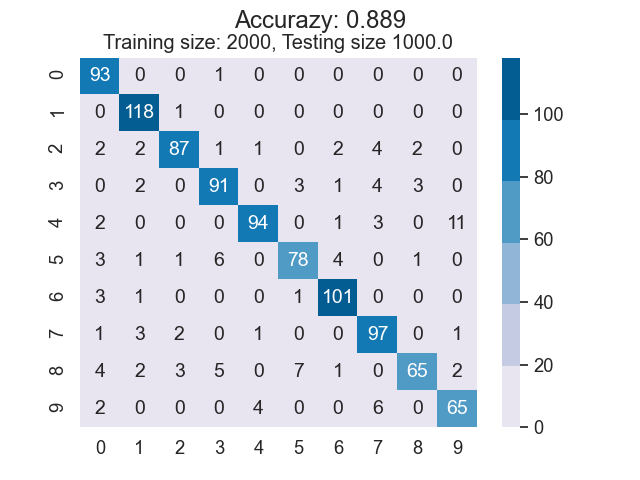 Accurazy: 0.889
Training size: 2000, Testing size 1000.0
0 93 0 0 1 0 0 0 0 0 0
1 0 118 1 0 0 0 0 0 0 0
2 2 2 87 1 1 0 2 4 2 0
3 0 2 0 91 0 3 1 4 3 0
4 2 0 0 0 94 0 1 3 0 11
5 3 1 1 6 0 78 4 0 1 0
6 3 1 0 0 0 1 101 0 0 0
7 1 3 2 0 1 0 0 97 0 1
8 4 2 3 5 0 7 1 0 65 2
9 2 0 0 0 4 0 0 6 0 65
0 1 2 3 4 5 6 7 8 9
100
80
60
40
20
0